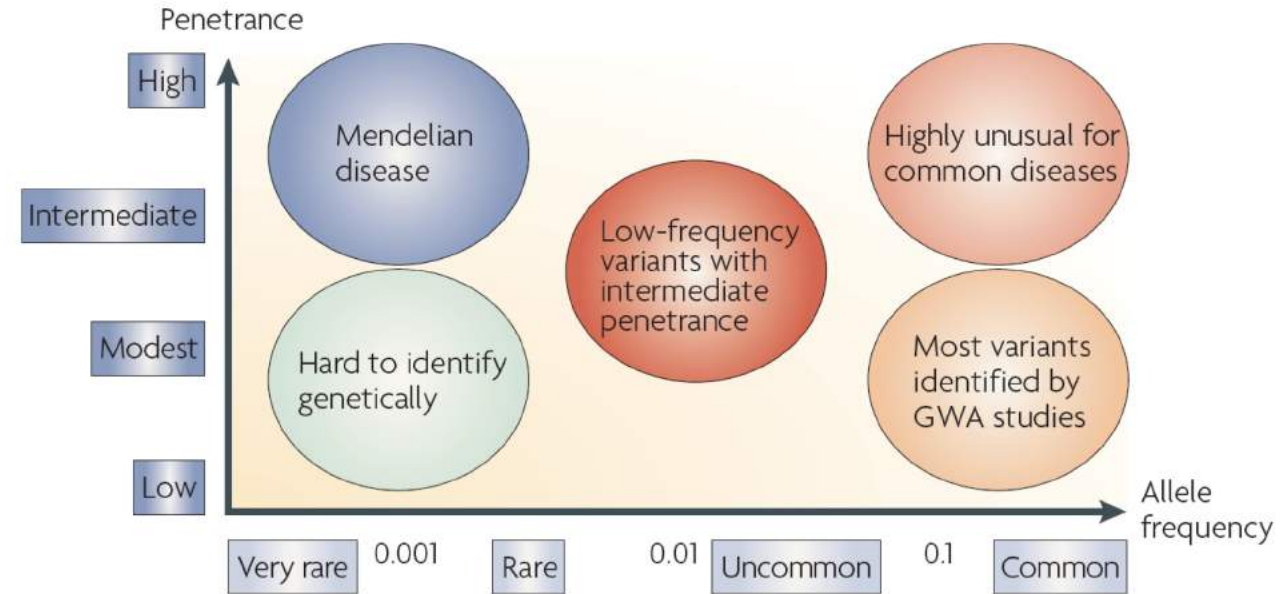 Penetrance
High
Intermediate
Modest
Low
Mendelian
disease
Highly unusual for
common diseases
Low-frequency
variants with
intermediate
penetrance
Hard to identify
genetically
Most variants
identified by
GWA studies
Allele
frequency
Very rare
0.001
Rare
0.01
Uncommon
0.1
Common